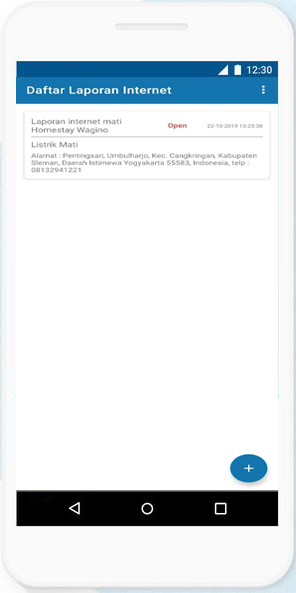 12:30
Daftar Laporan Internet
Laporan internet mati
Homestay Wagino
Open
22-10-2019 10:23:38
Listrik Mati
Alamat : Pentingsari, Umbulharjo, Kec. Cangkringan, Kabupaten
Sleman, Daerah Istimewa Yogyakarta 55583, Indonesia, telp :
08132941221